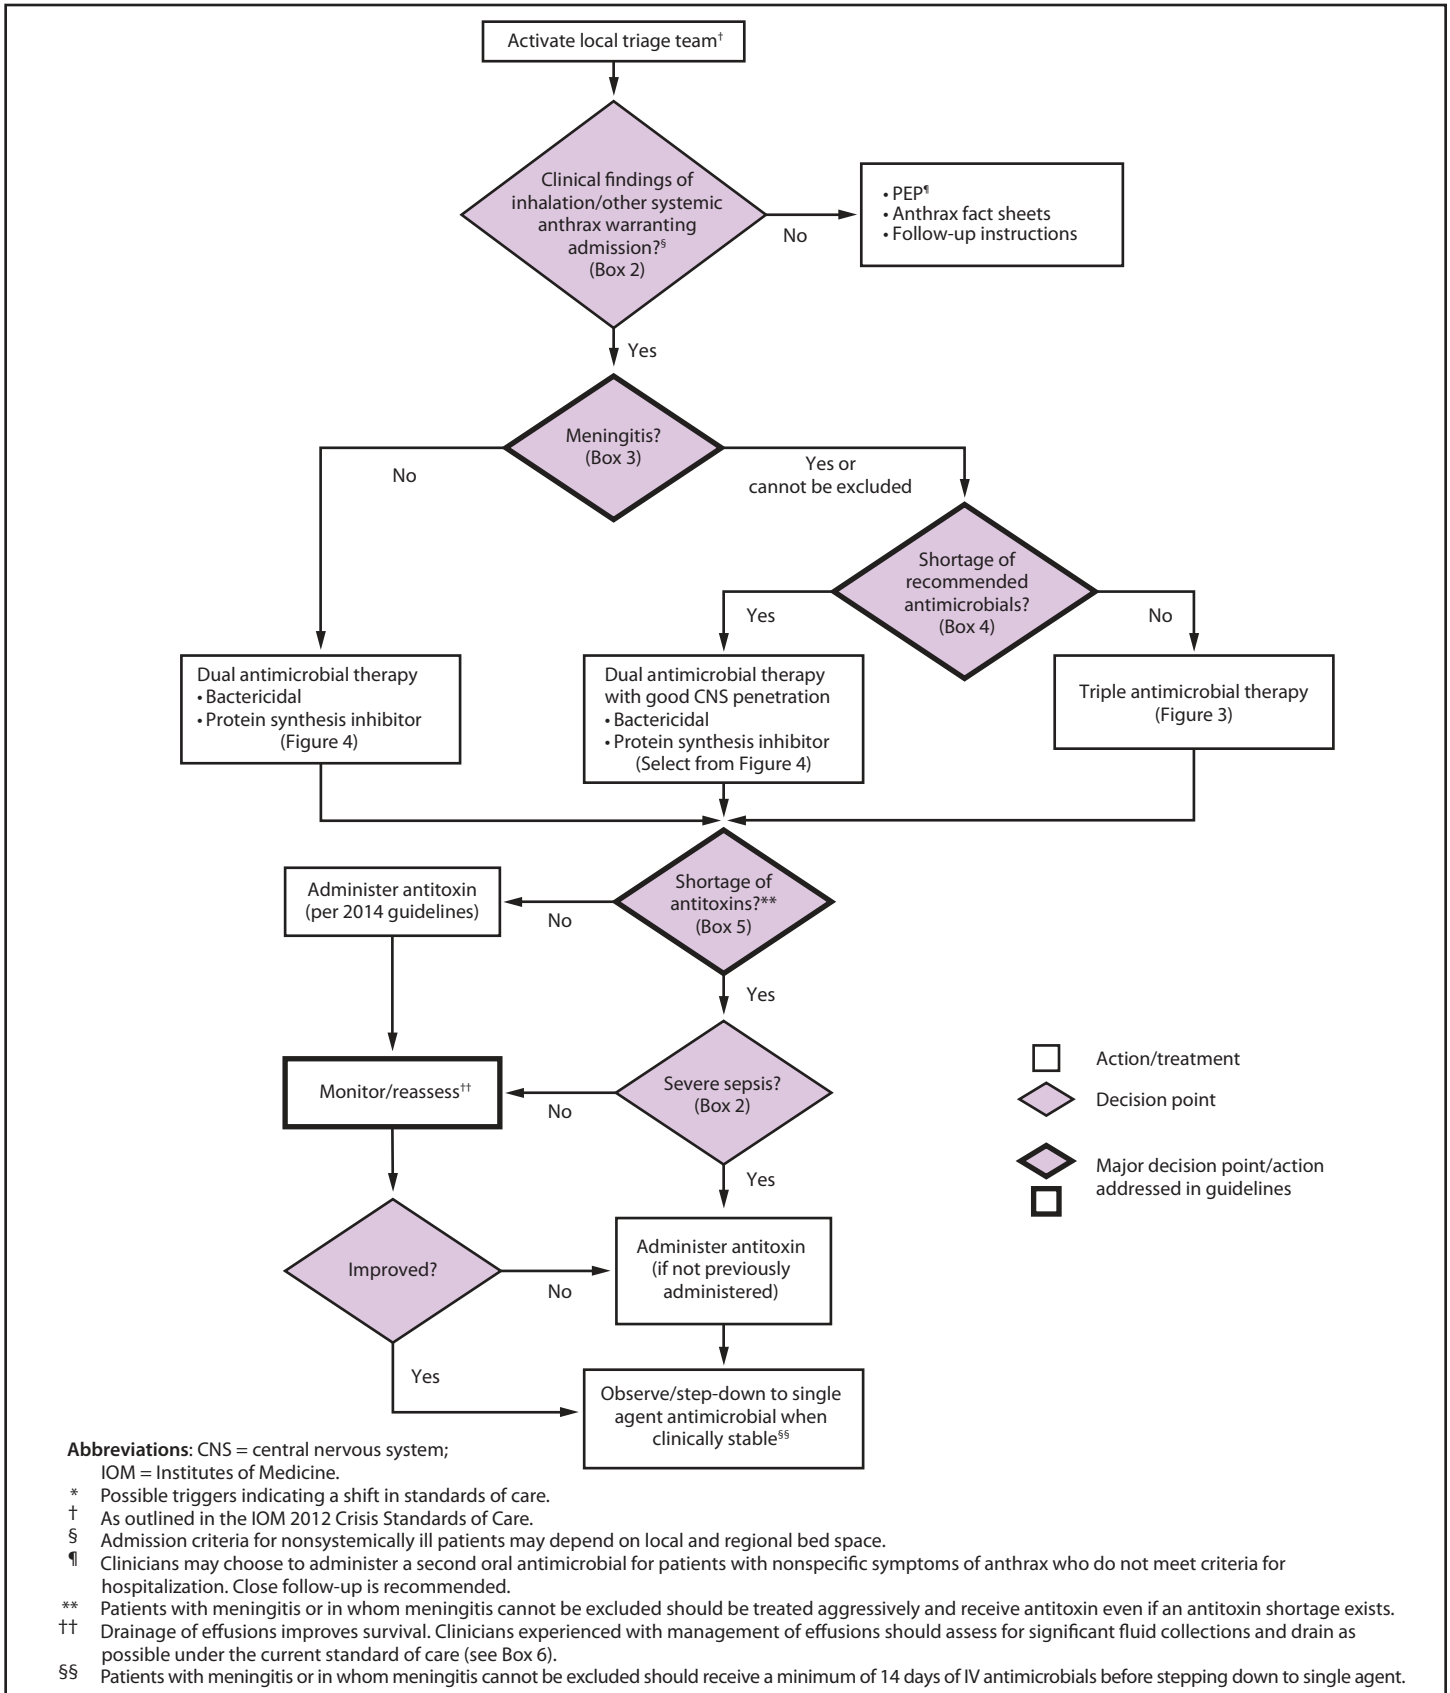 Activate local triage team†
Clinical findings of
inhalation/other systemic
anthrax warranting
admission?§
(Box 2)
No
• PEP¶
• Anthrax fact sheets
• Follow-up instructions
Yes
Meningitis?
(Box 3)
No
Yes or
cannot be excluded
Shortage of
recommended
antimicrobials?
(Box 4)
Yes
No
Dual antimicrobial therapy
• Bactericidal
• Protein synthesis inhibitor
(Figure 4)
Dual antimicrobial therapy
with good CNS penetration
• Bactericidal
• Protein synthesis inhibitor
(Select from Figure 4)
Triple antimicrobial therapy
(Figure 3)
Shortage of
antitoxins?**
(Box 5)
No
Administer antitoxin
(per 2014 guidelines)
Yes
Severe sepsis?
(Box 2)
No
Monitor/reassess††
Yes
Improved?
No
Administer antitoxin
(if not previously
administered)
Yes
Observe/step-down to single
agent antimicrobial when
clinically stable§§
Action/treatment
Decision point
Major decision point/action
addressed in guidelines
Abbreviations: CNS = central nervous system;
IOM = Institutes of Medicine.
* Possible triggers indicating a shift in standards of care.
† As outlined in the IOM 2012 Crisis Standards of Care.
§ Admission criteria for nonsystemically ill patients may depend on local and regional bed space.
¶ Clinicians may choose to administer a second oral antimicrobial for patients with nonspecific symptoms of anthrax who do not meet criteria for
hospitalization. Close follow-up is recommended.
** Patients with meningitis or in whom meningitis cannot be excluded should be treated aggressively and receive antitoxin even if an antitoxin shortage exists.
†† Drainage of effusions improves survival. Clinicians experienced with management of effusions should assess for significant fluid collections and drain as
possible under the current standard of care (see Box 6).
§§ Patients with meningitis or in whom meningitis cannot be excluded should receive a minimum of 14 days of IV antimicrobials before stepping down to single agent.